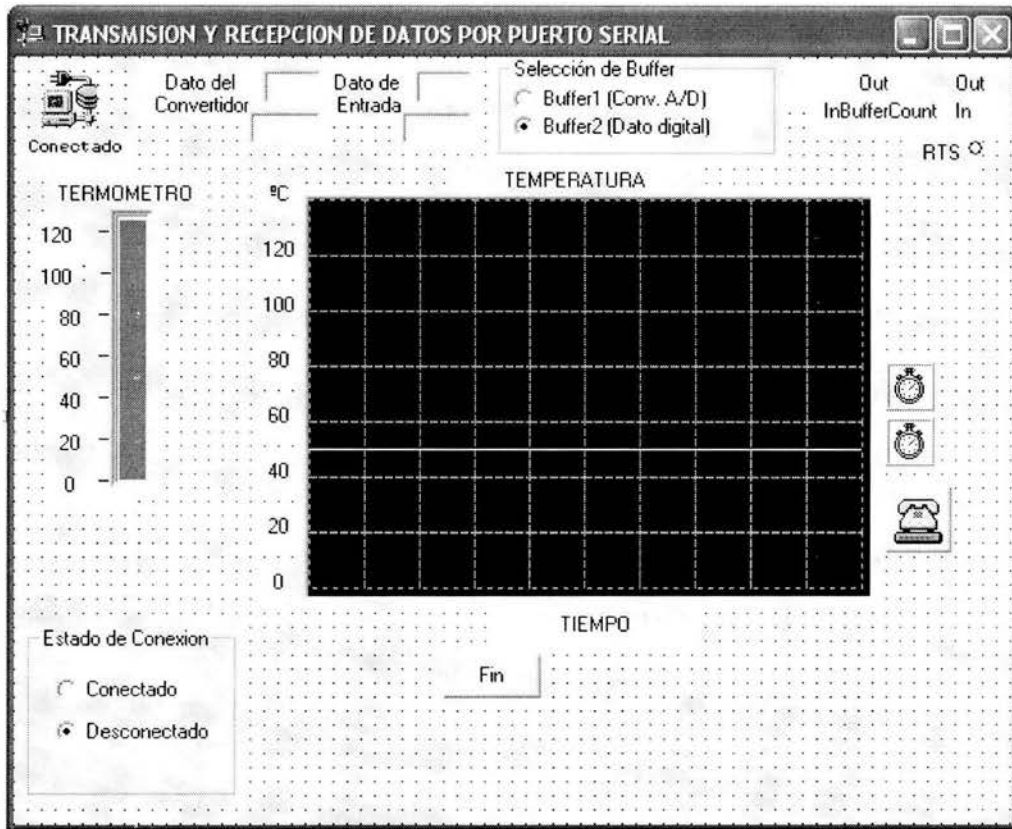 TRANSMISION Y RECEPCION DE DATOS POR PUERTO SERIAL
Dato del
Convertidor
Dato de
Entrada
Selección de Buffer
Buffer1 (Conv. A/D)
Buffer2 (Dato digital)
Out Out
InBufferCount In
RTS
Conectado
TERMOMETRO
120
100
80
60
40
20
0
ºC
TEMPERATURA
120
100
80
60
40
20
0
TIEMPO
Estado de Conexion
Conectado
Desconectado
Fin